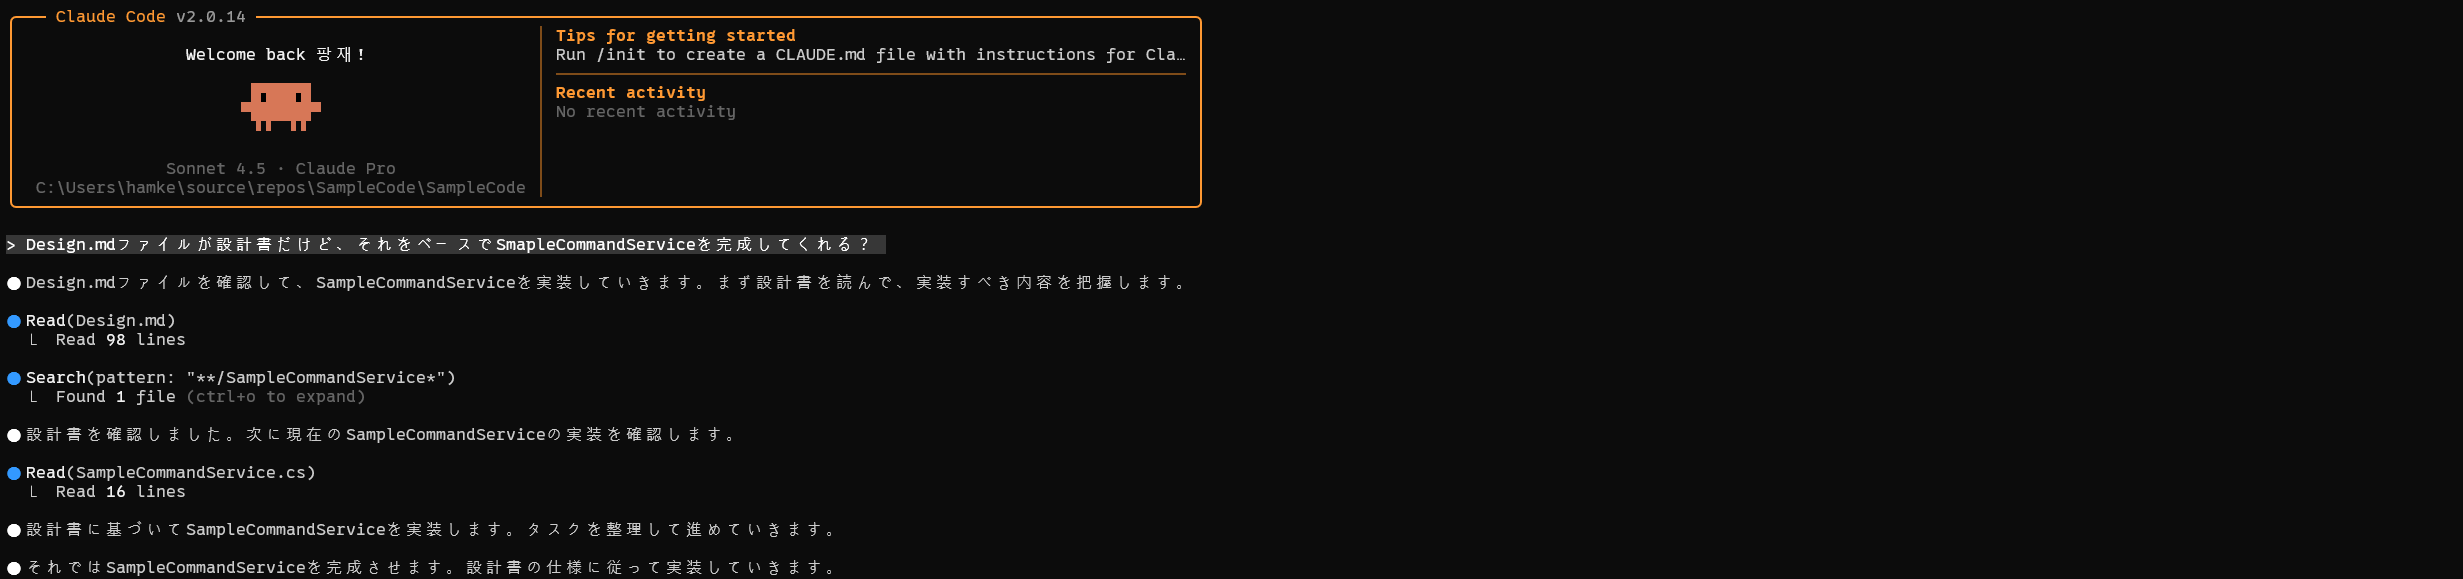 Claude Code v2.0.14
Welcome back 팡재!
Sonnet 4.5 · Claude Pro
C:\Users\hamke\source\repos\SampleCode\SampleCode
Tips for getting started
Run /init to create a CLAUDE.md file with instructions for Cla…
Recent activity
No recent activity
> Design.mdファイルが設計書だけど、それをベースでSmapleCommandServiceを完成してくれる？
● Design.mdファイルを確認して、SampleCommandServiceを実装していきます。まず設計書を読んで、実装すべき内容を把握します。
● Read(Design.md)
└ Read 98 lines
● Search(pattern: "**/SampleCommandService*")
└ Found 1 file (ctrl+o to expand)
● 設計書を確認しました。次に現在のSampleCommandServiceの実装を確認します。
● Read(SampleCommandService.cs)
└ Read 16 lines
● 設計書に基づいてSampleCommandServiceを実装します。タスクを整理して進めていきます。
● それではSampleCommandServiceを完成させます。設計書の仕様に従って実装していきます。